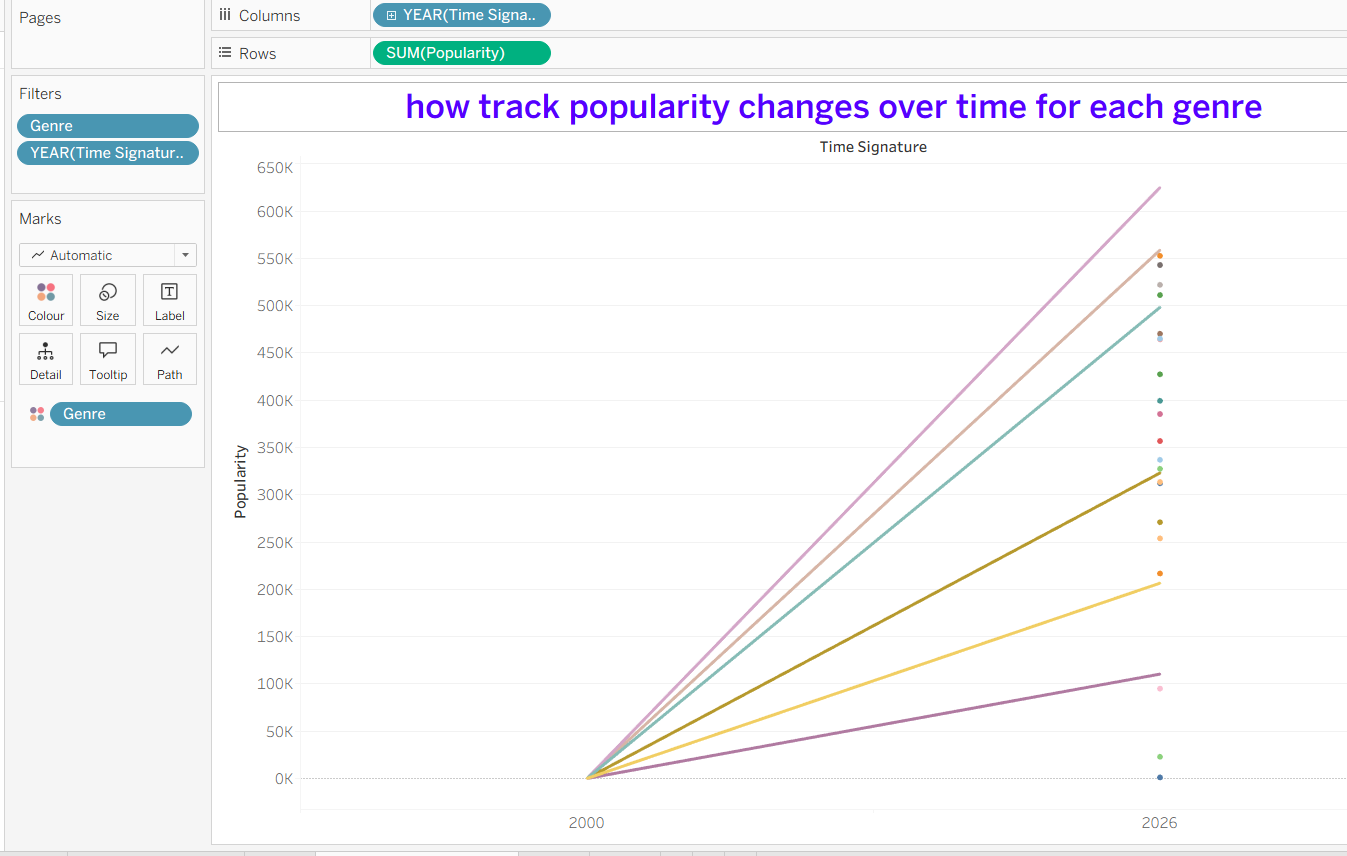 Pages
Columns
YEAR(Time Signa..
Rows
SUM(Popularity)
Filters
Genre
YEAR(Time Signatur..
Marks
Automatic
Colour
Size
Label
Detail
Tooltip
Path
Genre
how track popularity changes over time for each genre
Time Signature
Popularity
650K
600K
550K
500K
450K
400K
350K
300K
250K
200K
150K
100K
50K
0K
2000
2026